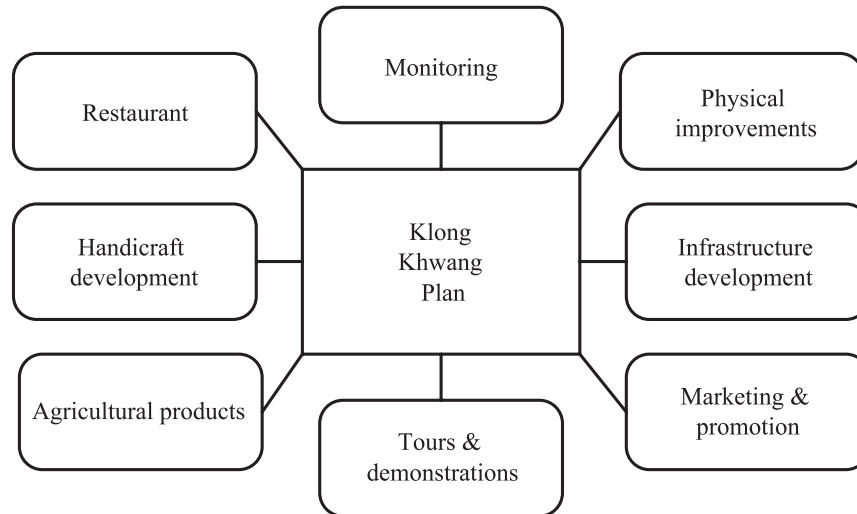 Monitoring
Restaurant
Physical
improvements
Klong
Khwang
Plan
Handicraft
development
Infrastructure
development
Agricultural products
Tours &
demonstrations
Marketing &
promotion